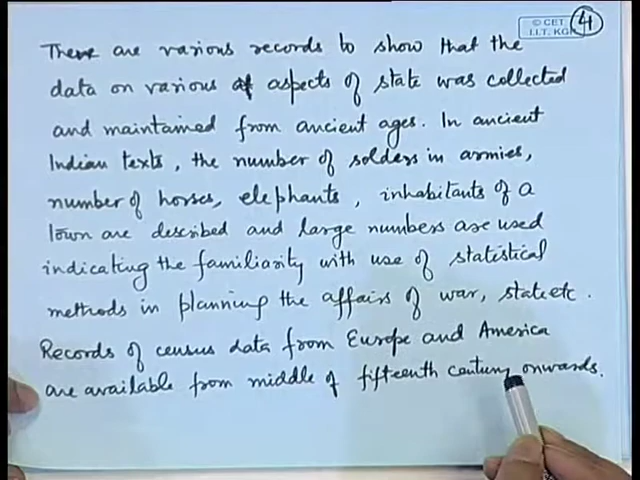 © CET
I.I.T. KGP
4
There are various records to show that the
data on various aspects of state was collected
and maintained from ancient ages. In ancient
Indian texts, the number of solders in armies,
number of horses, elephants, inhabitants of a
town are described and large numbers are used
indicating the familiarity with use of statistical
methods in planning the affairs of war, state etc.
Records of census data from Europe and America
are available from middle of fifteenth century onwards.